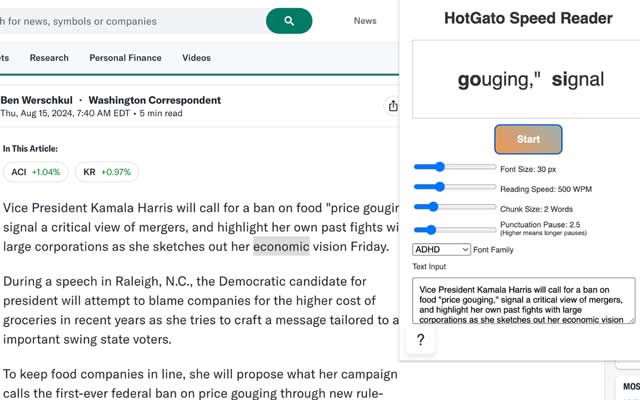 h for news, symbols or companies
News
ts
Research
Personal Finance
Videos
Ben Werschkul · Washington Correspondent
Thu, Aug 15, 2024, 7:40 AM EDT • 5 min read
In This Article:
ACI +1.04%
KR +0.97%
Vice President Kamala Harris will call for a ban on food "price gougin
signal a critical view of mergers, and highlight her own past fights wi
large corporations as she sketches out her economic vision Friday.
During a speech in Raleigh, N.C., the Democratic candidate for
president will attempt to blame companies for the higher cost of
groceries in recent years as she tries to craft a message tailored to a
important swing state voters.
To keep food companies in line, she will propose what her campaign
calls the first-ever federal ban on price gouging through new rule-
HotGato Speed Reader
gouging," signal
Start
Font Size: 30 px
Reading Speed: 500 WPM
Chunk Size: 2 Words
Punctuation Pause: 2.5
(Higher means longer pauses)
ADHD
Font Family
Text Input
Vice President Kamala Harris will call for a ban on
food "price gouging," signal a critical view of mergers,
and highlight her own past fights with large
corporations as she sketches out her economic vision
?
MOS